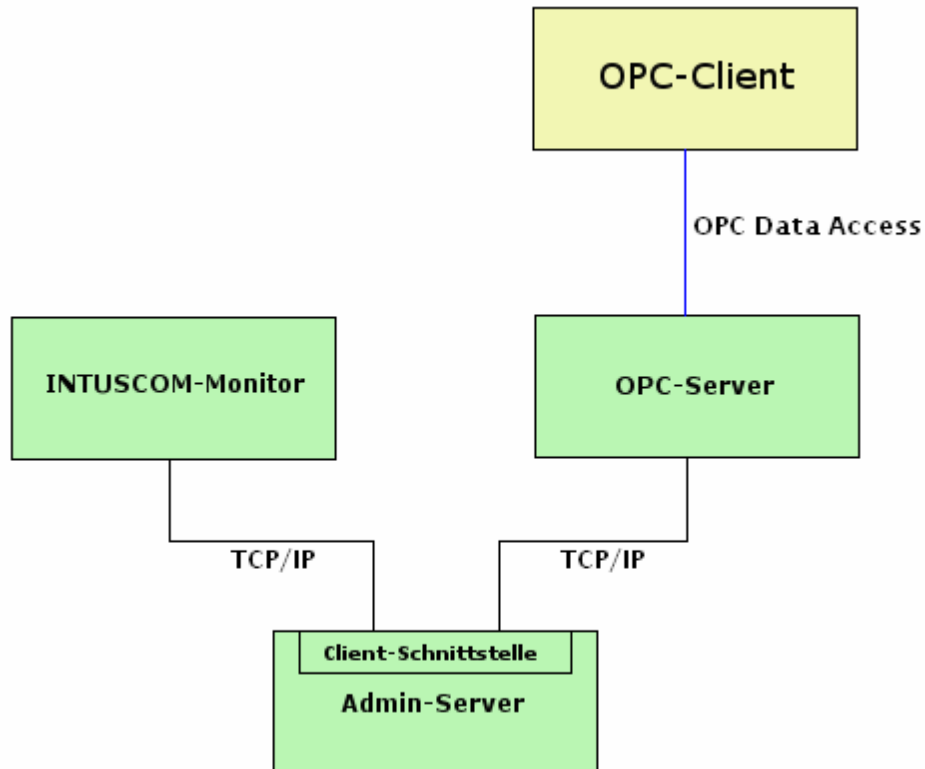 OPC-Client
OPC Data Access
INTUSCOM-Monitor
OPC-Server
TCP/IP
TCP/IP
Client-Schnittstelle
Admin-Server